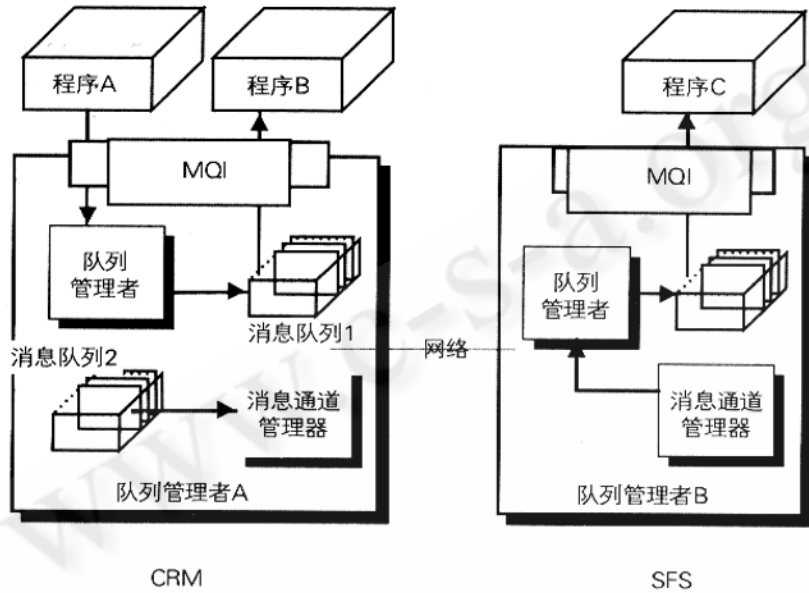 程序A
程序B
程序C
MQI
MQI
队列
管理者
消息队列1
队列
管理者
网络
消息队列2
消息通道
管理器
消息通道
管理器
队列管理者A
队列管理者B
CRM
SFS
www.c-s-a.org